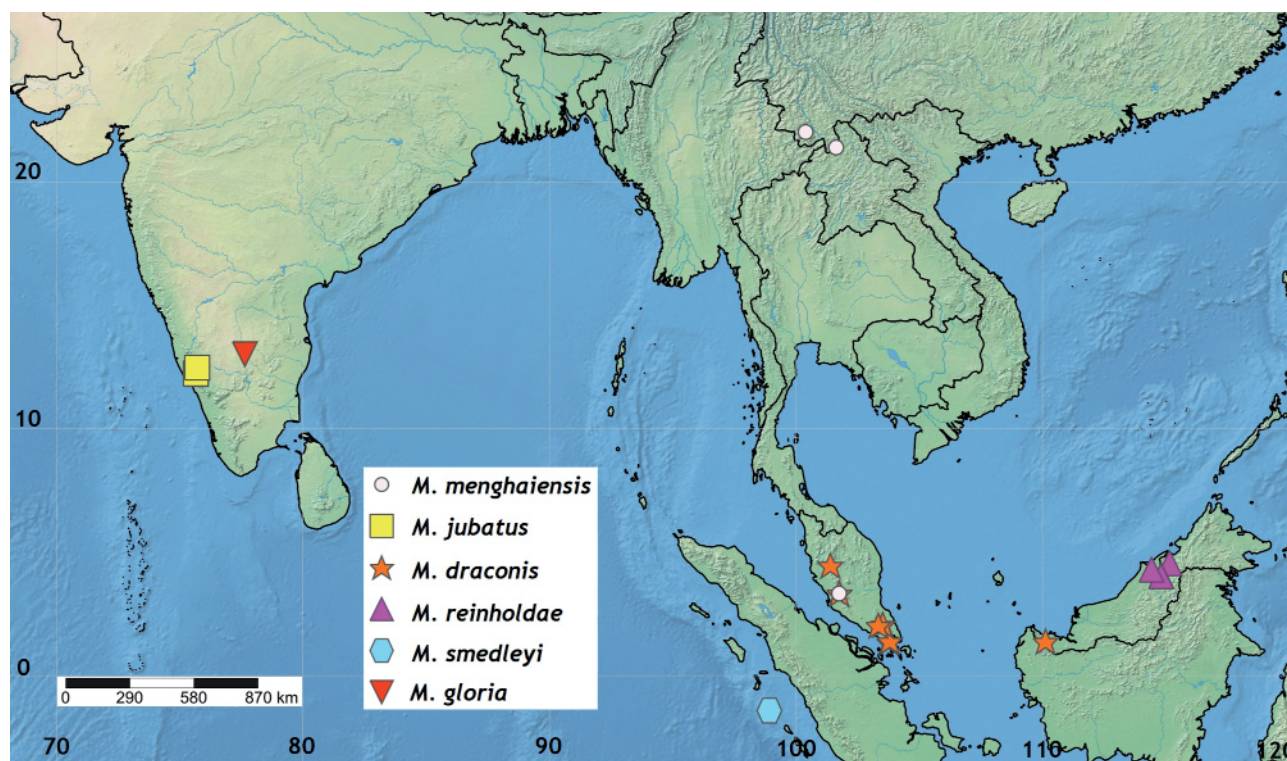 20
10
M. menghaiensis
M. jubatus
M. draconis
M. reinholdae
M. smedleyi
M. gloria
0
0 290 580 870 km
70 80 90 100 110 120